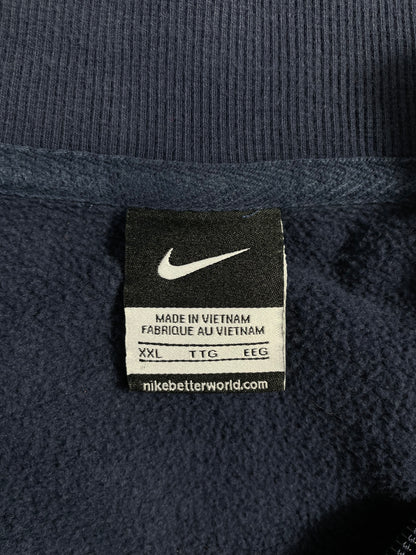 MADE IN VIETNAM
FABRIQUE AU VIETNAM
XXL TTG EEG
nikebetterworld.com